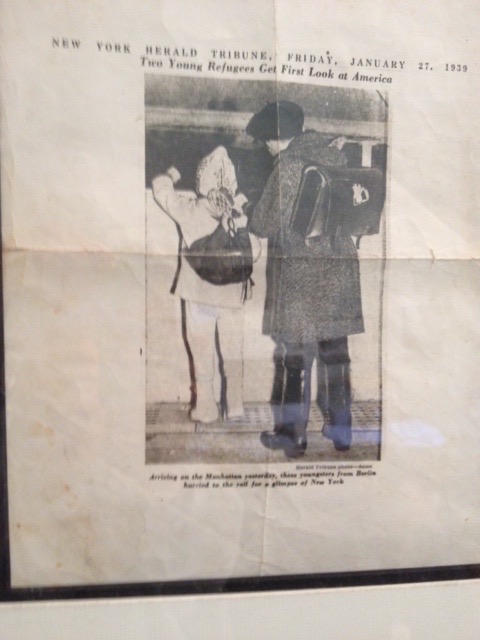 NEW YORK HERALD TRIBUNE, FRIDAY, JANUARY 27, 1939
Two Young Refugees Get First Look at America
Herald Tribune photo—
Arriving on the Manhattan yesterday, these youngsters from Berlin
hurried to the rail for a glimpse of New York